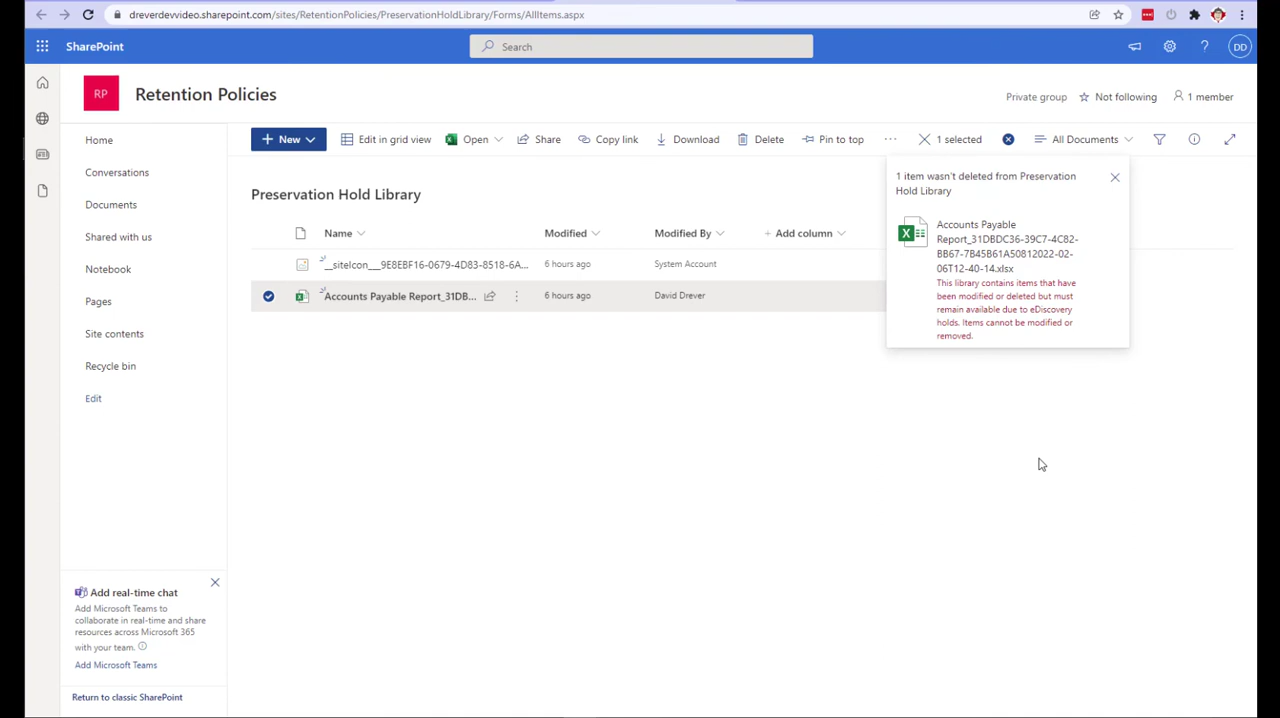 dreverdevvideo.sharepoint.com/sites/RetentionPolicies/PreservationHoldLibrary/Forms/AllItems.aspx
SharePoint
Search
DD
RP
Retention Policies
Private group
Not following
1 member
Home
Conversations
Documents
Shared with us
Notebook
Pages
Site contents
Recycle bin
Edit
New
Edit in grid view
Open
Share
Copy link
Download
Delete
Pin to top
1 selected
All Documents
Preservation Hold Library
Name
Modified
Modified By
Add column
__siteIcon___9E8EBF16-0679-4D83-8518-6A...
6 hours ago
System Account
Accounts Payable Report_31DB...
6 hours ago
David Drever
1 item wasn't deleted from Preservation
Hold Library
Accounts Payable
Report_31DBDC36-39C7-4C82-
BB67-7B45B61A50812022-02-
06T12-40-14.xlsx
This library contains items that have
been modified or deleted but must
remain available due to eDiscovery
holds. Items cannot be modified or
removed.
Add real-time chat
Add Microsoft Teams to
collaborate in real-time and share
resources across Microsoft 365
with your team.
Add Microsoft Teams
Return to classic SharePoint